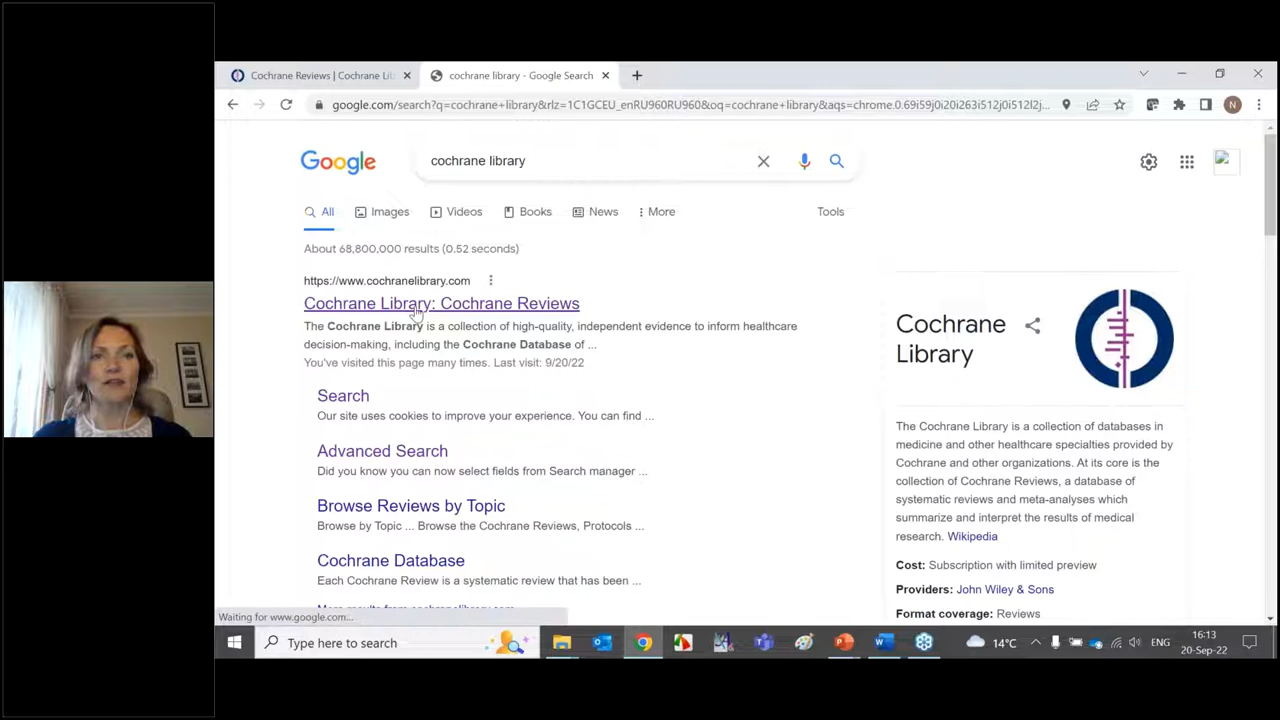 Cochrane Reviews | Cochrane Lib
cochrane library - Google Search
google.com/search?q=cochrane+library&rlz=1C1GCEU_enRU960RU960&oq=cochrane+library&aqs=chrome.0.69i59j0i20i263i512j0i512l2j...
N
Google
cochrane library
All Images Videos Books News More Tools
About 68,800,000 results (0.52 seconds)
https://www.cochranelibrary.com
Cochrane Library: Cochrane Reviews
The Cochrane Library is a collection of high-quality, independent evidence to inform healthcare
decision-making, including the Cochrane Database of ...
You've visited this page many times. Last visit: 9/20/22
Search
Our site uses cookies to improve your experience. You can find ...
Advanced Search
Did you know you can now select fields from Search manager ...
Browse Reviews by Topic
Browse by Topic ... Browse the Cochrane Reviews, Protocols ...
Cochrane Database
Each Cochrane Review is a systematic review that has been ...
More results from cochranelibrary.com
Cochrane
Library
The Cochrane Library is a collection of databases in
medicine and other healthcare specialties provided by
Cochrane and other organizations. At its core is the
collection of Cochrane Reviews, a database of
systematic reviews and meta-analyses which
summarize and interpret the results of medical
research. Wikipedia
Cost: Subscription with limited preview
Providers: John Wiley & Sons
Format coverage: Reviews
Waiting for www.google.com...
Type here to search
14°C
ENG
16:13
20-Sep-22